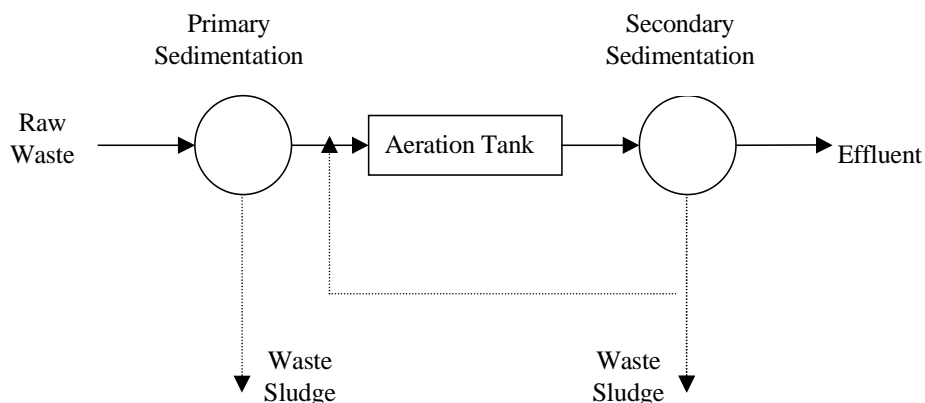 Primary
Sedimentation
Secondary
Sedimentation
Raw
Waste
Aeration Tank
Effluent
Waste
Sludge
Waste
Sludge